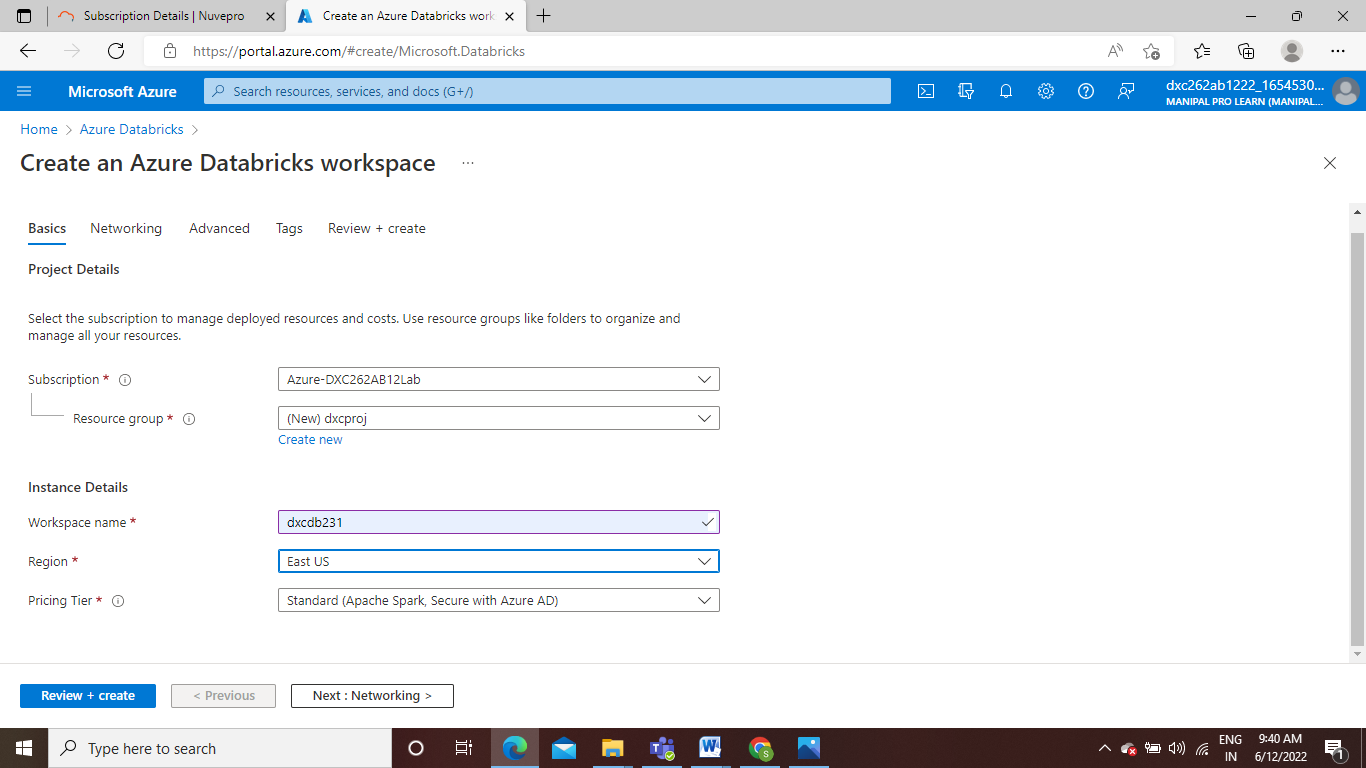 Subscription Details | Nuvepro
Create an Azure Databricks work
https://portal.azure.com/#create/Microsoft.Databricks
Microsoft Azure
Search resources, services, and docs (G+/)
dxc262ab1222_1654530...
MANIPAL PRO LEARN (MANIPAL...
Home > Azure Databricks >
Create an Azure Databricks workspace ...
Basics Networking Advanced Tags Review + create
Project Details
Select the subscription to manage deployed resources and costs. Use resource groups like folders to organize and
manage all your resources.
Subscription *
Azure-DXC262AB12Lab
Resource group *
(New) dxcproj
Create new
Instance Details
Workspace name *
dxcdb231
Region *
East US
Pricing Tier *
Standard (Apache Spark, Secure with Azure AD)
Review + create
< Previous
Next : Networking >
Type here to search
ENG
IN
9:40 AM
6/12/2022
1